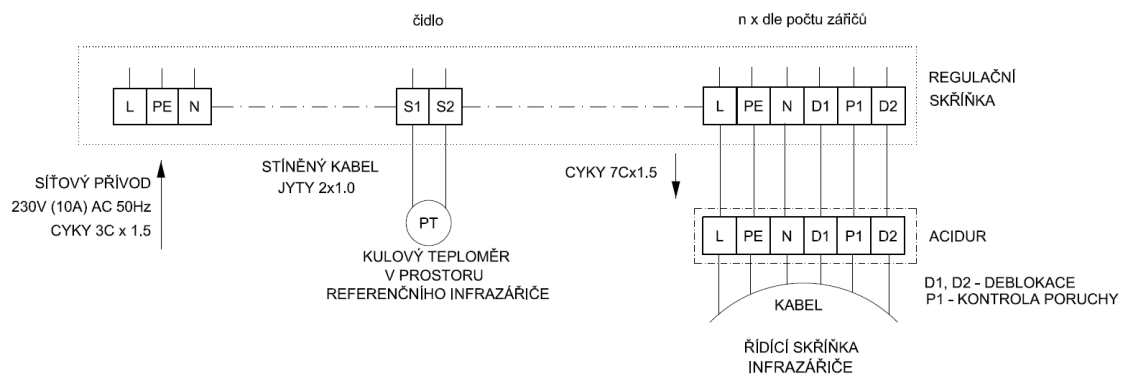 čidlo
n x dle počtu zářičů
L PE N
S1 S2
L PE N D1 P1 D2
REGULAČNÍ
SKŘÍŇKA
SÍŤOVÝ PŘÍVOD
230V (10A) AC 50Hz
CYKY 3C x 1.5
STÍNĚNÝ KABEL
JYTY 2x1.0
CYKY 7Cx1.5
PT
KULOVÝ TEPLOMĚR
V PROSTORU
REFERENČNÍHO INFRAZÁŘIČE
L PE N D1 P1 D2
ACIDUR
D1, D2 - DEBLOKACE
P1 - KONTROLA PORUCHY
KABEL
ŘÍDÍCÍ SKŘÍŇKA
INFRAZÁŘIČE